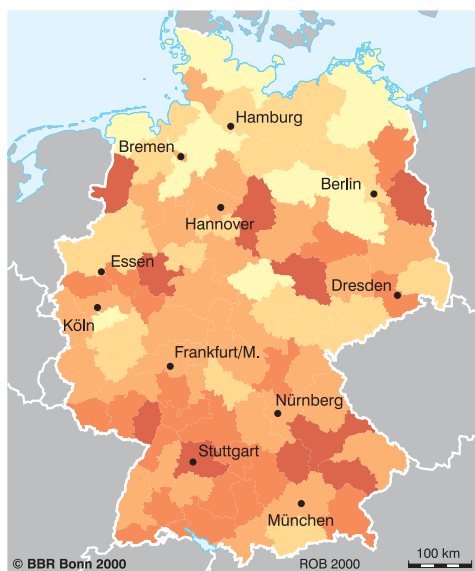 Hamburg
Bremen
Berlin
Hannover
Essen
Dresden
Köln
Frankfurt/M.
Nürnberg
Stuttgart
München
100 km
© BBR Bonn 2000
ROB 2000